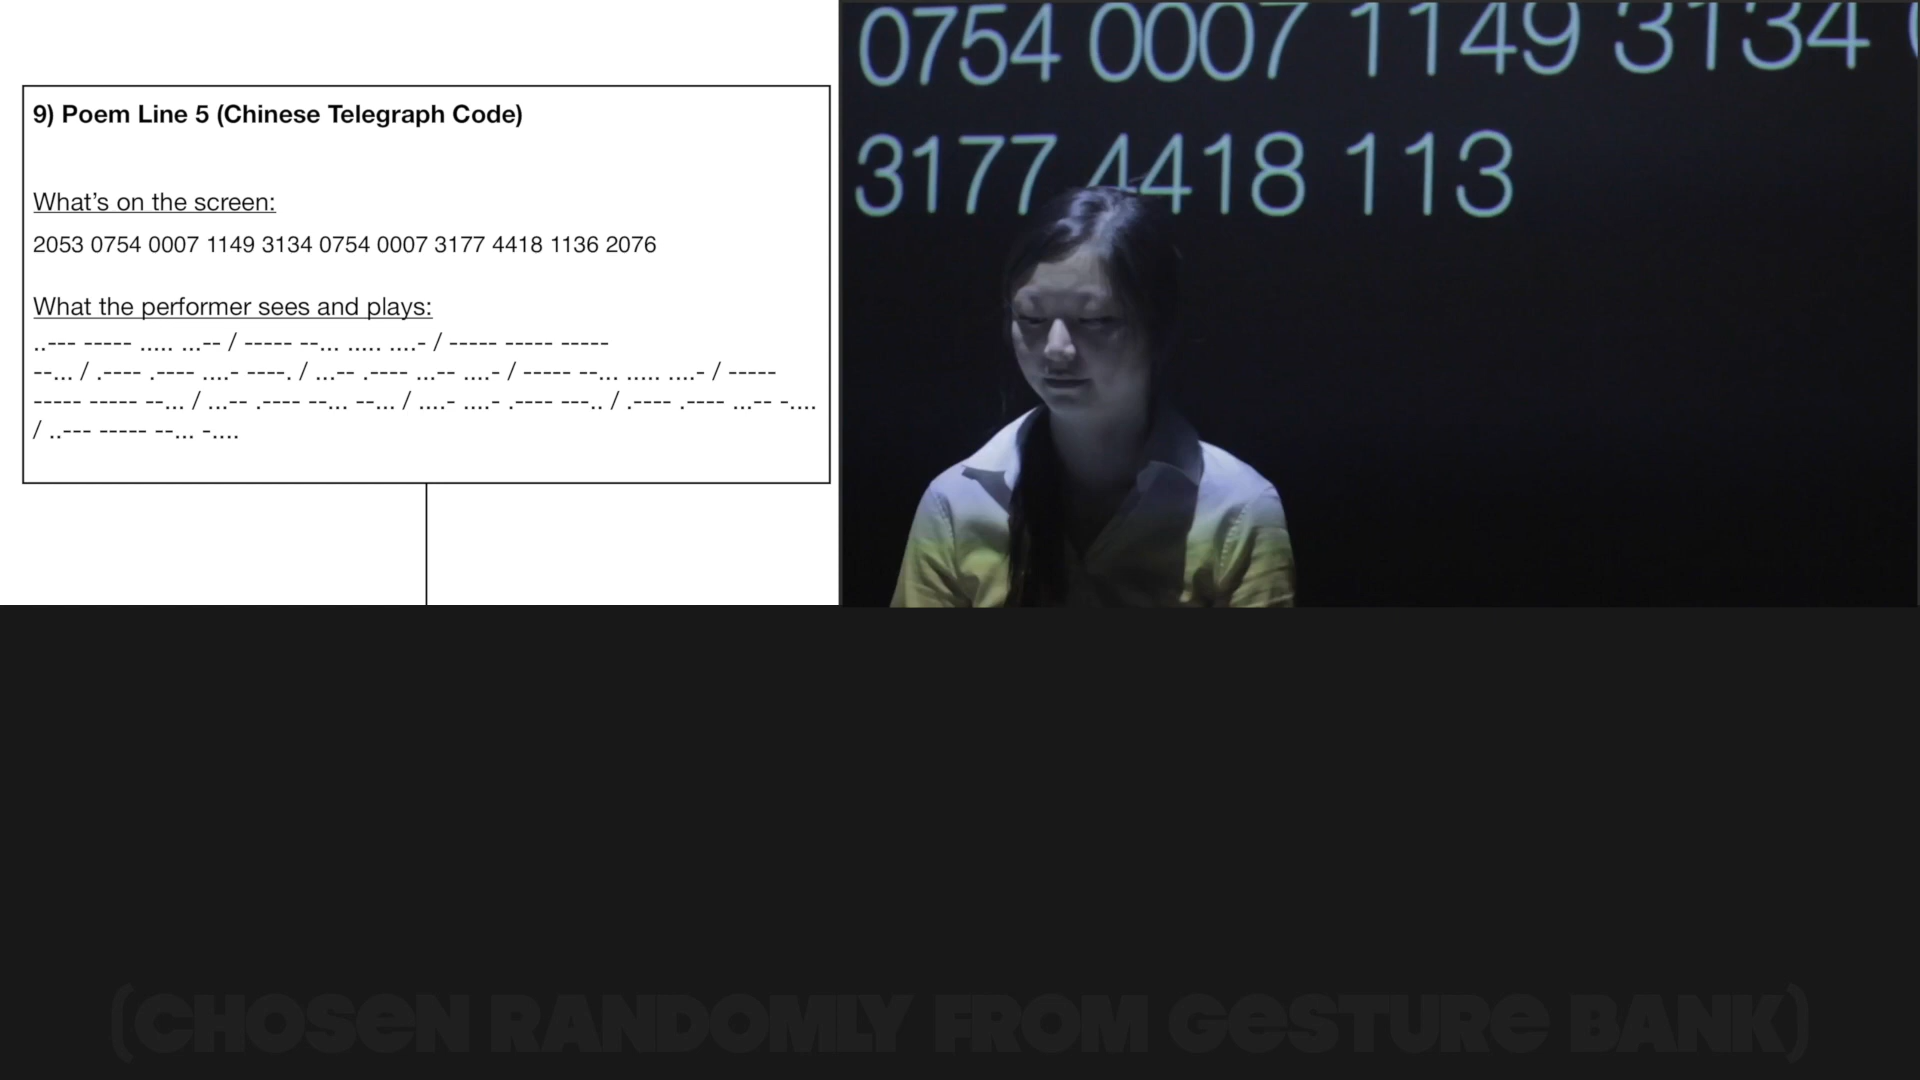 9) Poem Line 5 (Chinese Telegraph Code)
What's on the screen:
2053 0754 0007 1149 3134 0754 0007 3177 4418 1136 2076
What the performer sees and plays:
..--- ----- ..... ...-- / ----- --... ..... ....- / ----- ----- -----
--... / .---- .---- ....- ----. / ...-- .---- ...-- ....- / ----- --... ..... ....- / -----
----- ----- --... / ...-- .---- --... --... / ....- ....- .---- ---.. / .---- .---- ...-- -....
/ ..--- ----- --... -....
0754 0007 1149 3134
3177 4418 113
(CHOSEN RANDOMLY FROM GESTURE BANK)